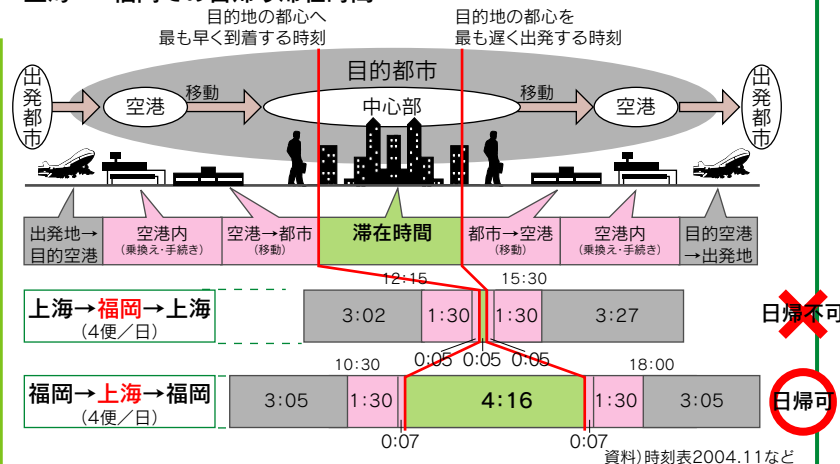 目的地の都心へ
最も早く到着する時刻
目的地の都心を
最も遅く出発する時刻
目的都市
出発都市
空港
移動
中心部
移動
空港
出発都市
出発地→
目的空港
空港内
(乗換え・手続き)
空港→都市
(移動)
滞在時間
都市→空港
(移動)
空港内
(乗換え・手続き)
目的空港
→出発地
12:15
15:30
上海→福岡→上海
(4便/日)
3:02
1:30
1:30
3:27
日帰不可
0:05 0:05 0:05
10:30
18:00
福岡→上海→福岡
(4便/日)
3:05
1:30
4:16
1:30
3:05
日帰可
0:07
0:07
資料)時刻表2004.11など